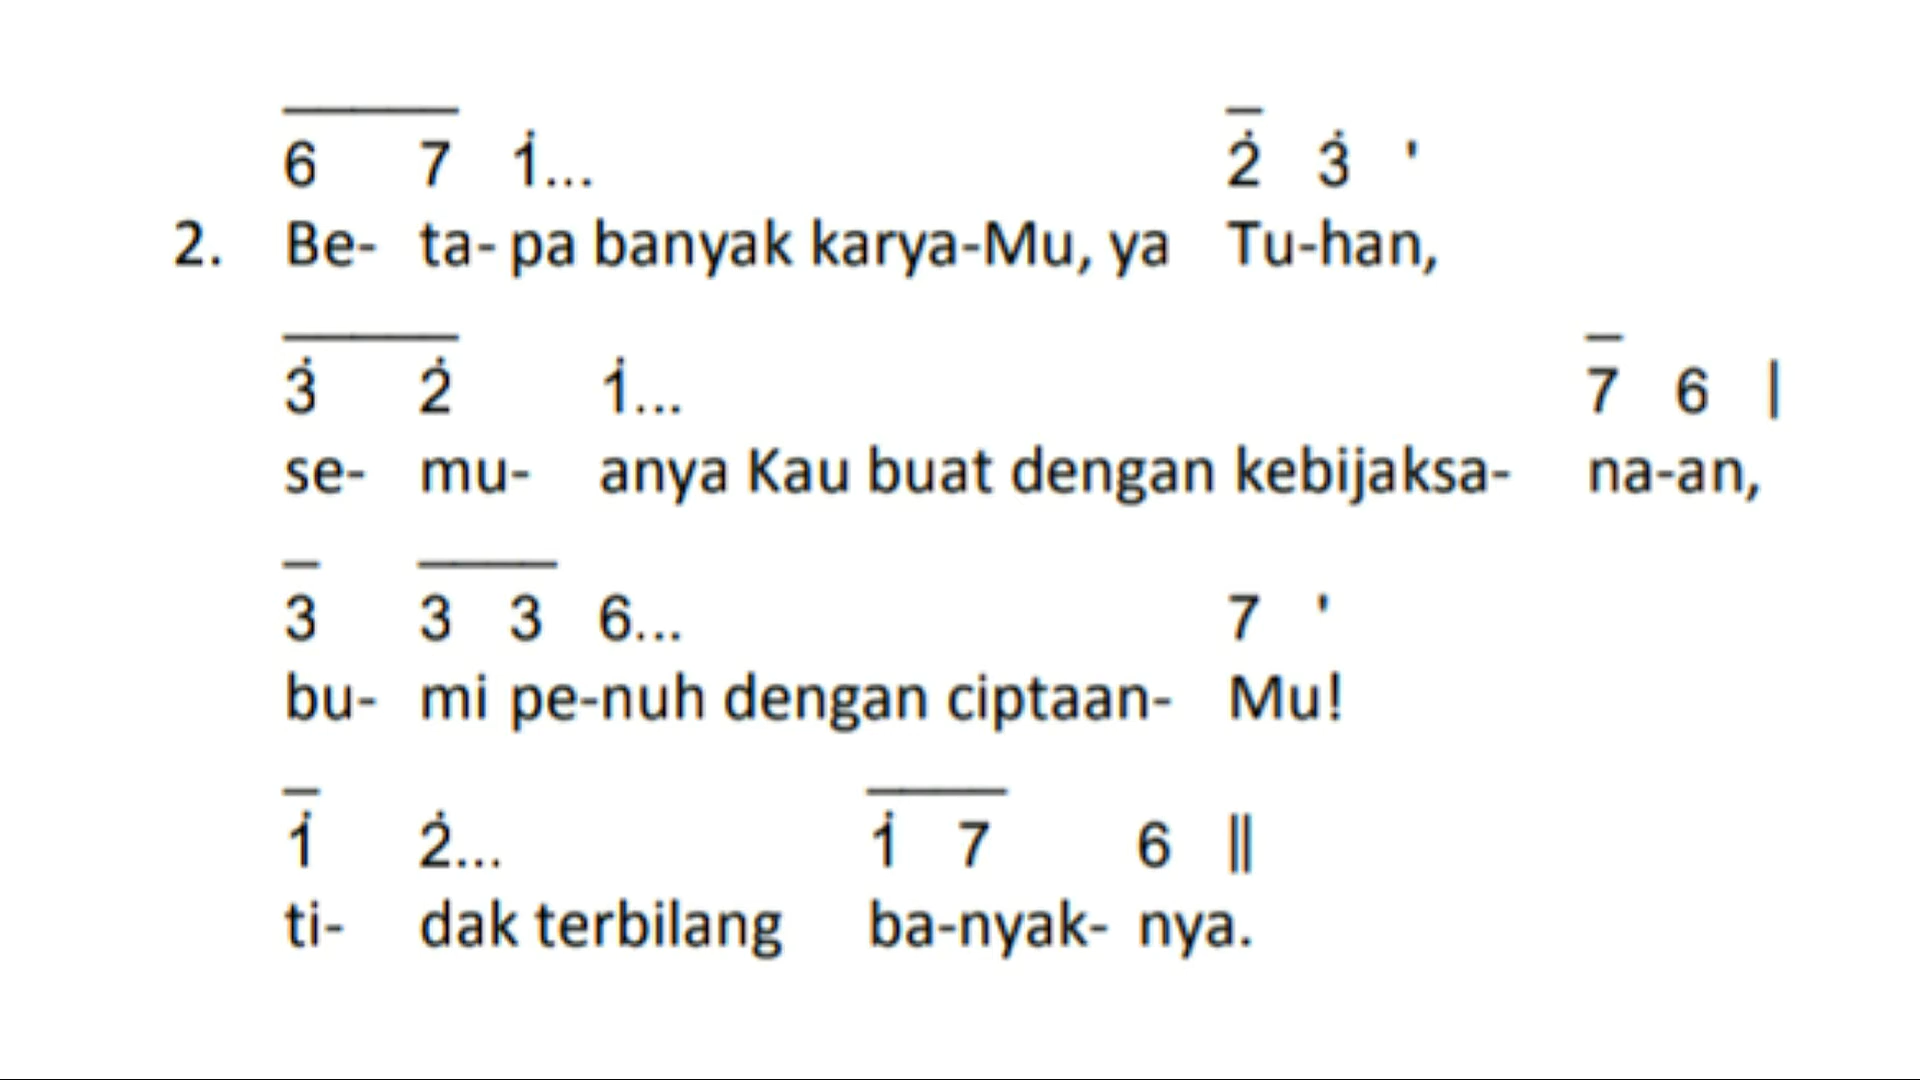 6 7 1̇... 2̇ 3̇ '
2. Be- ta- pa banyak karya-Mu, ya Tu-han,
3̇ 2̇ 1̇... 7 6 |
se- mu- anya Kau buat dengan kebijaksa- na-an,
3 3 3 6... 7 '
bu- mi pe-nuh dengan ciptaan- Mu!
1̇ 2̇... 1̇ 7 6 ||
ti- dak terbilang ba-nyak- nya.